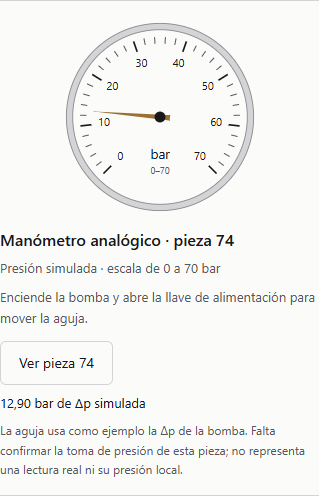 30 40
20 50
10 60
0 bar 70
0–70
Manómetro analógico · pieza 74
Presión simulada · escala de 0 a 70 bar
Enciende la bomba y abre la llave de alimentación para
mover la aguja.
Ver pieza 74
12,90 bar de Δp simulada
La aguja usa como ejemplo la Δp de la bomba. Falta
confirmar la toma de presión de esta pieza; no representa
una lectura real ni su presión local.